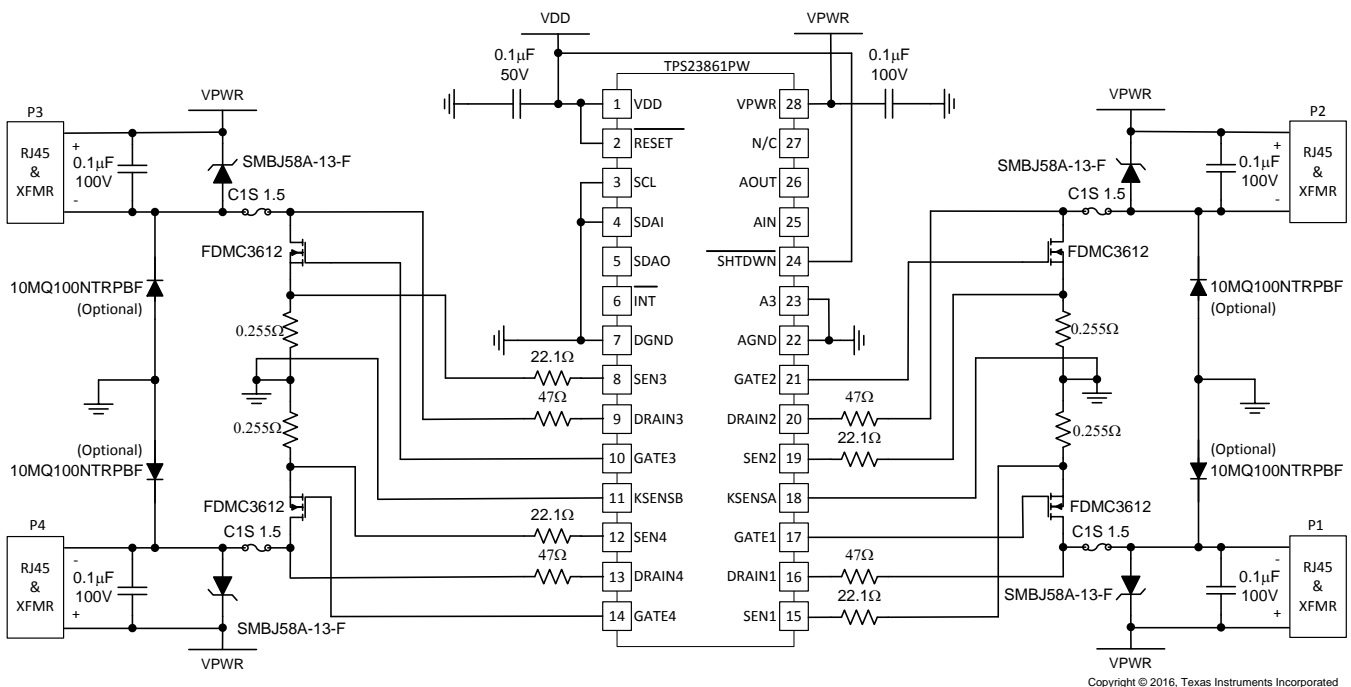 VDD
VPWR
0.1μF
50V
TPS23861PW
0.1μF
100V
P3
VPWR
RJ45
&
XFMR
+
-
0.1μF
100V
SMBJ58A-13-F
C1S 1.5
FDMC3612
10MQ100NTRPBF
(Optional)
0.255Ω
0.255Ω
(Optional)
10MQ100NTRPBF
FDMC3612
C1S 1.5
P4
RJ45
&
XFMR
-
+
0.1μF
100V
SMBJ58A-13-F
VPWR
22.1Ω
47Ω
22.1Ω
47Ω
1 VDD
2 RESET
3 SCL
4 SDAI
5 SDAO
6 INT
7 DGND
8 SEN3
9 DRAIN3
10 GATE3
11 KSENSB
12 SEN4
13 DRAIN4
14 GATE4
VPWR 28
N/C 27
AOUT 26
AIN 25
SHTDWN 24
A3 23
AGND 22
GATE2 21
DRAIN2 20
SEN2 19
KSENSA 18
GATE1 17
DRAIN1 16
SEN1 15
47Ω
22.1Ω
47Ω
22.1Ω
VPWR
P2
RJ45
&
XFMR
+
-
0.1μF
100V
SMBJ58A-13-F
C1S 1.5
FDMC3612
10MQ100NTRPBF
(Optional)
0.255Ω
0.255Ω
(Optional)
10MQ100NTRPBF
FDMC3612
C1S 1.5
P1
RJ45
&
XFMR
-
+
0.1μF
100V
SMBJ58A-13-F
VPWR
Copyright © 2016, Texas Instruments Incorporated